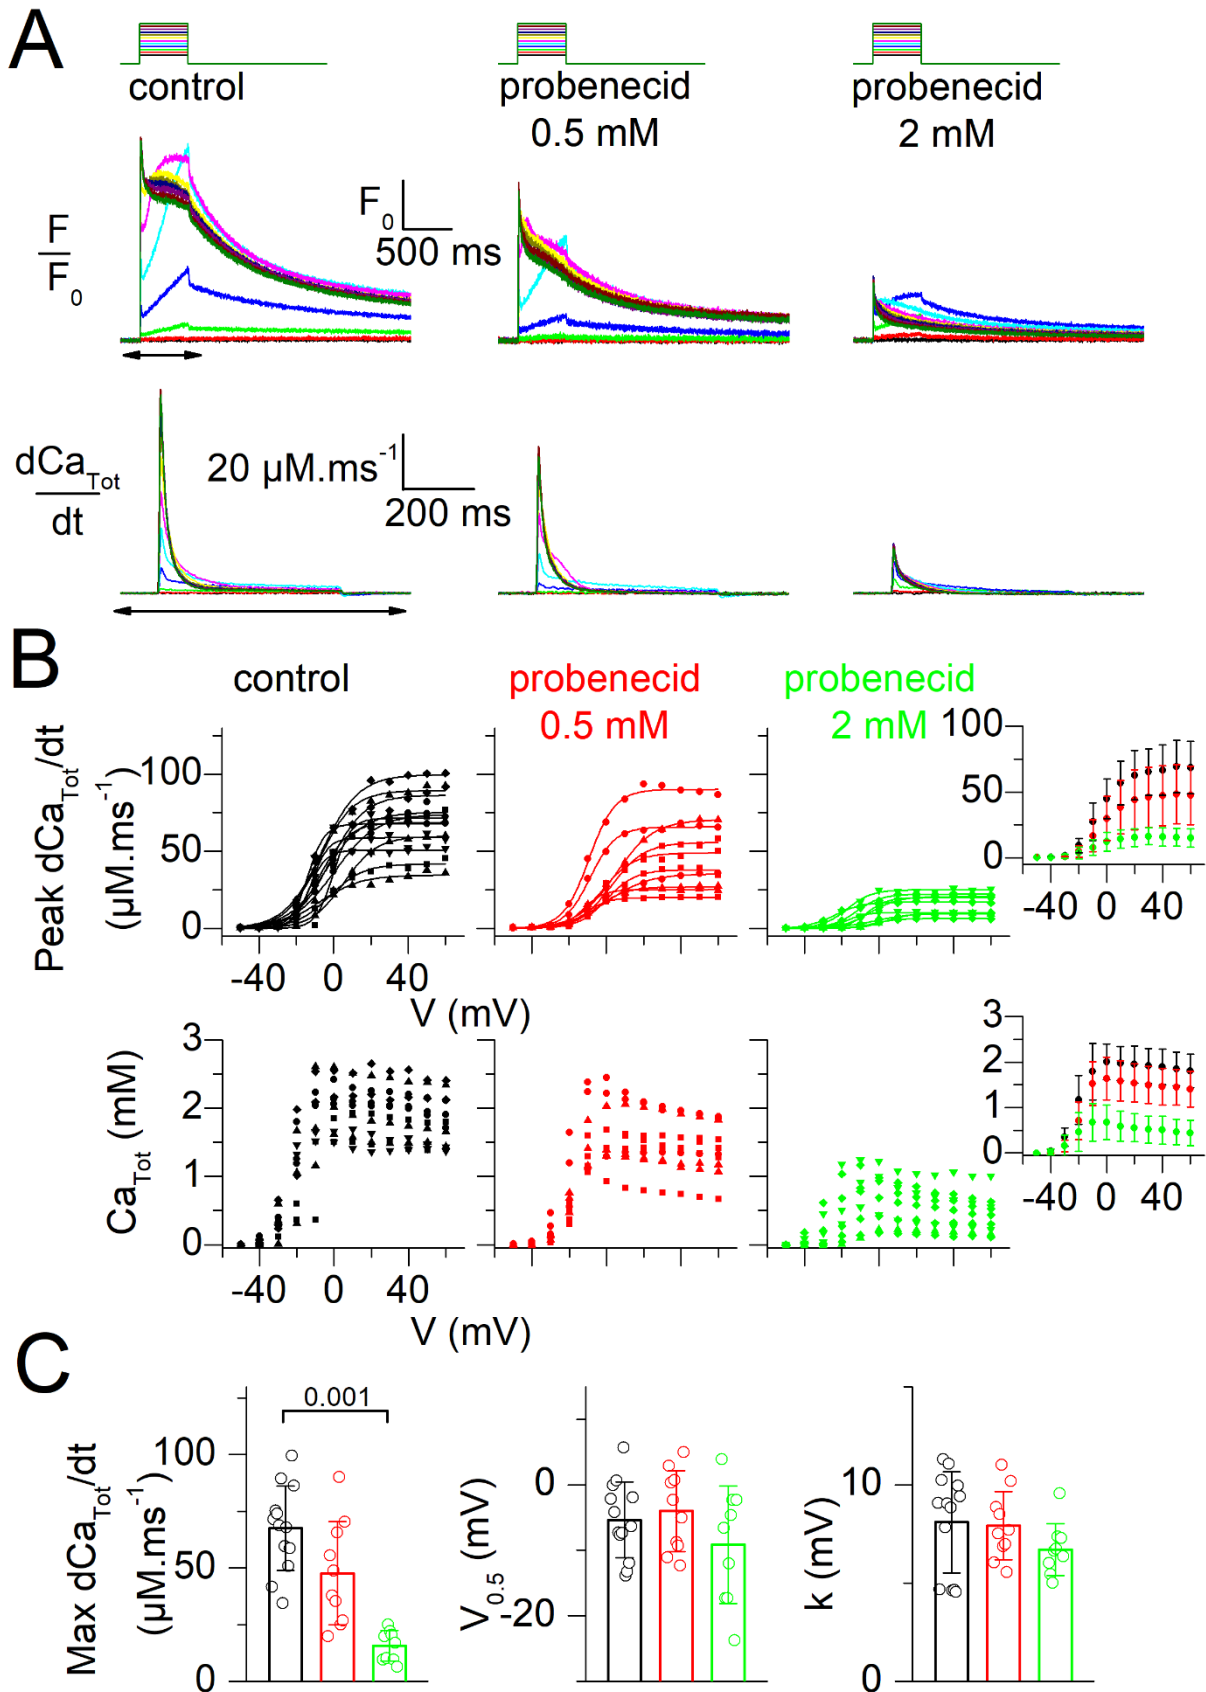 A
control
probenecid
0.5 mM
probenecid
2 mM
F
F0
F0
500 ms
dCaTot
dt
20 µM.ms-1
200 ms
B
control
probenecid
0.5 mM
probenecid
2 mM
Peak dCaTot/dt
(µM.ms-1)
100
50
0
-40 0 40
V (mV)
100
50
0
-40 0 40
CaTot (mM)
3
2
1
0
-40 0 40
V (mV)
3
2
1
0
-40 0 40
C
Max dCaTot/dt
(µM.ms-1)
100
50
0
0.001
V0.5 (mV)
0
-20
k (mV)
10
0